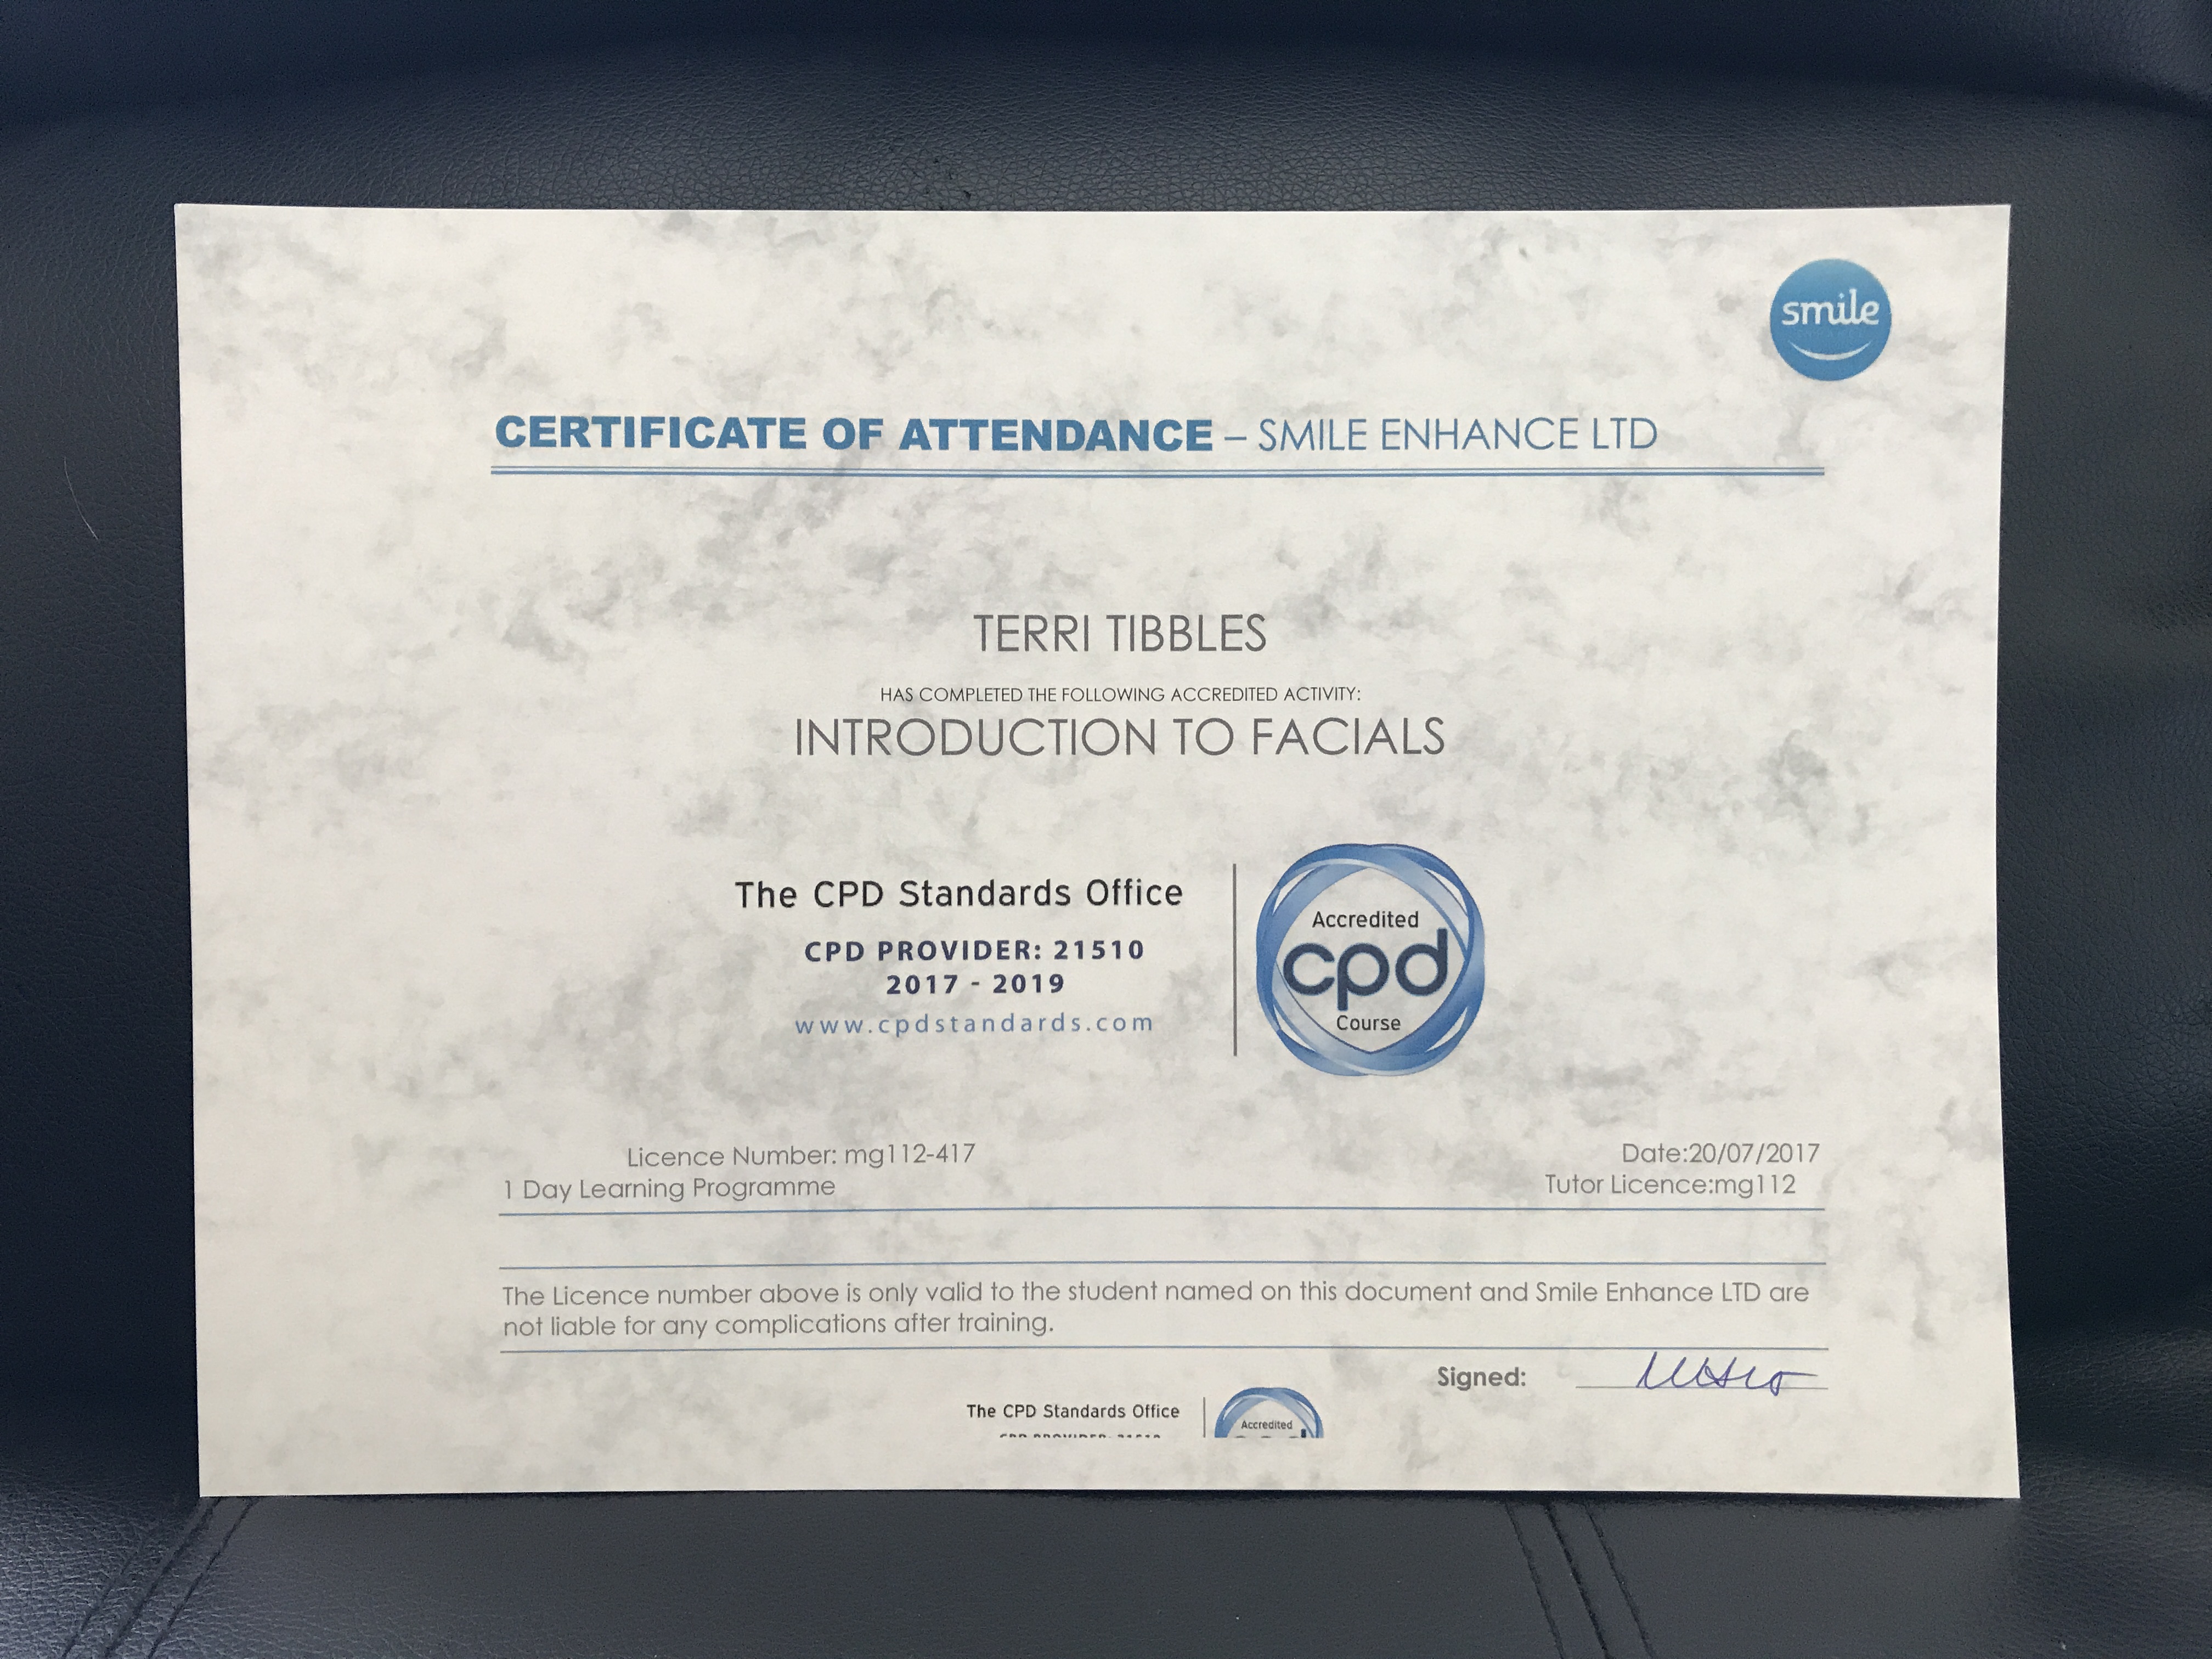 smile
CERTIFICATE OF ATTENDANCE – SMILE ENHANCE LTD
TERRI TIBBLES
HAS COMPLETED THE FOLLOWING ACCREDITED ACTIVITY:
INTRODUCTION TO FACIALS
The CPD Standards Office
CPD PROVIDER: 21510
2017 - 2019
www.cpdstandards.com
Accredited
cpd
Course
Licence Number: mg112-417
Date:20/07/2017
1 Day Learning Programme
Tutor Licence:mg112
The Licence number above is only valid to the student named on this document and Smile Enhance LTD are
not liable for any complications after training.
Signed:
The CPD Standards Office
Accredited